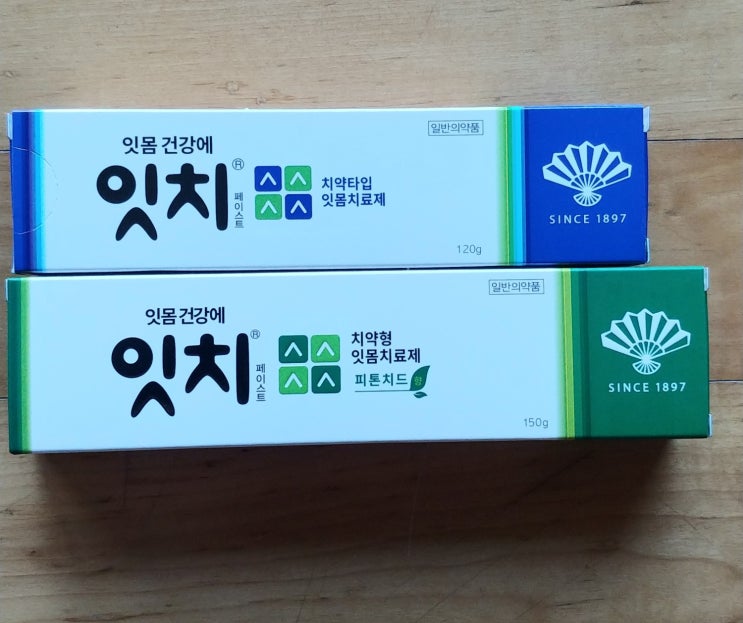 잇몸 건강에
일반의약품
잇치®
페이스트
치약타입
잇몸치료제
120g
SINCE 1897
잇몸 건강에
일반의약품
잇치®
페이스트
치약형
잇몸치료제
피톤치드 향
150g
SINCE 1897